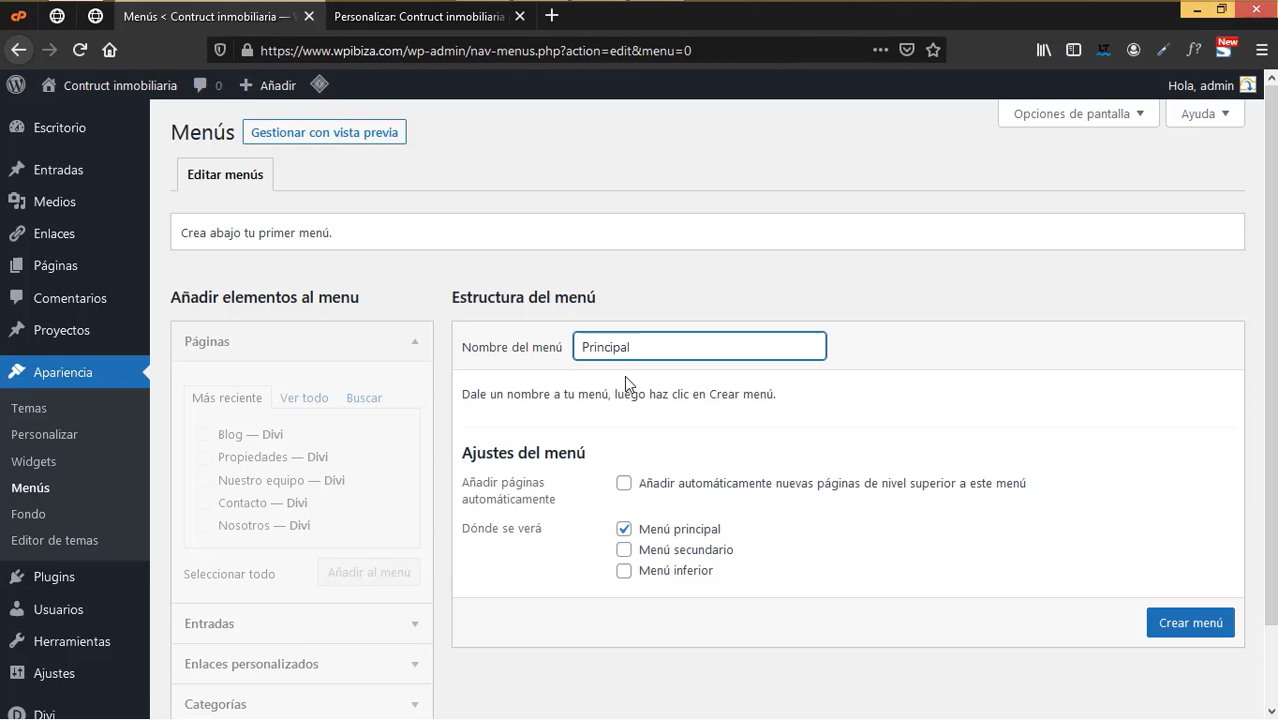 Menús < Contruct inmobiliaria —
Personalizar: Contruct inmobiliaria
https://www.wpibiza.com/wp-admin/nav-menus.php?action=edit&menu=0
New
Contruct inmobiliaria
0
Añadir
Hola, admin
Escritorio
Entradas
Medios
Enlaces
Páginas
Comentarios
Proyectos
Apariencia
Temas
Personalizar
Widgets
Menús
Fondo
Editor de temas
Plugins
Usuarios
Herramientas
Ajustes
Divi
Menús
Gestionar con vista previa
Opciones de pantalla
Ayuda
Editar menús
Crea abajo tu primer menú.
Añadir elementos al menu
Páginas
Más reciente
Ver todo
Buscar
Blog — Divi
Propiedades — Divi
Nuestro equipo — Divi
Contacto — Divi
Nosotros — Divi
Seleccionar todo
Añadir al menú
Entradas
Enlaces personalizados
Categorías
Estructura del menú
Nombre del menú
Principal
Dale un nombre a tu menú, luego haz clic en Crear menú.
Ajustes del menú
Añadir páginas
automáticamente
Añadir automáticamente nuevas páginas de nivel superior a este menú
Dónde se verá
Menú principal
Menú secundario
Menú inferior
Crear menú